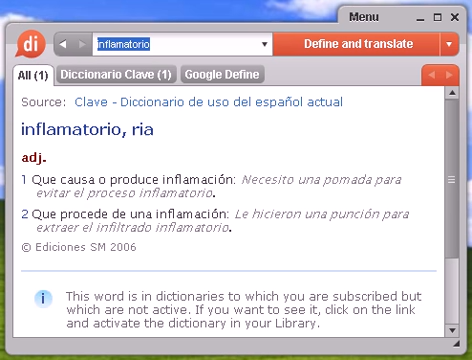 Menu
di
inflamatorio
Define and translate
All (1)
Diccionario Clave (1)
Google Define
Source: Clave - Diccionario de uso del español actual
inflamatorio, ria
adj.
1 Que causa o produce inflamación: Necesito una pomada para
evitar el proceso inflamatorio.
2 Que procede de una inflamación: Le hicieron una punción para
extraer el infiltrado inflamatorio.
© Ediciones SM 2006
i
This word is in dictionaries to which you are subscribed but
which are not active. If you want to see it, click on the link
and activate the dictionary in your Library.